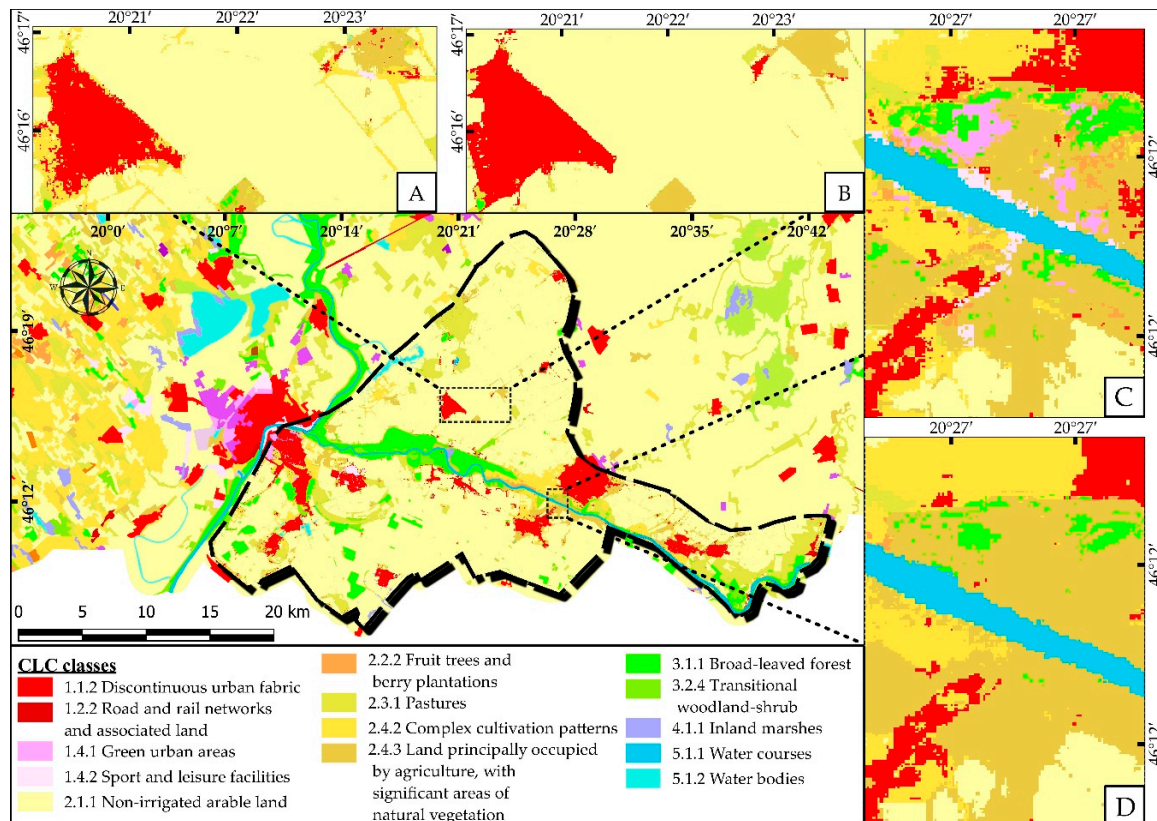 20°21' 20°22' 20°23'
46°17'
46°16'
A
20°21' 20°22' 20°23'
46°17'
46°16'
B
20°27' 20°27'
46°12'
46°12'
C
20°0' 20°7' 20°14' 20°21' 20°28' 20°35' 20°42'
N
W E
S
46°19'
46°12'
0 5 10 15 20 km
20°27' 20°27'
46°12'
46°12'
D
CLC classes
1.1.2 Discontinuous urban fabric
1.2.2 Road and rail networks
and associated land
1.4.1 Green urban areas
1.4.2 Sport and leisure facilities
2.1.1 Non-irrigated arable land
2.2.2 Fruit trees and
berry plantations
2.3.1 Pastures
2.4.2 Complex cultivation patterns
2.4.3 Land principally occupied
by agriculture, with
significant areas of
natural vegetation
3.1.1 Broad-leaved forest
3.2.4 Transitional
woodland-shrub
4.1.1 Inland marshes
5.1.1 Water courses
5.1.2 Water bodies